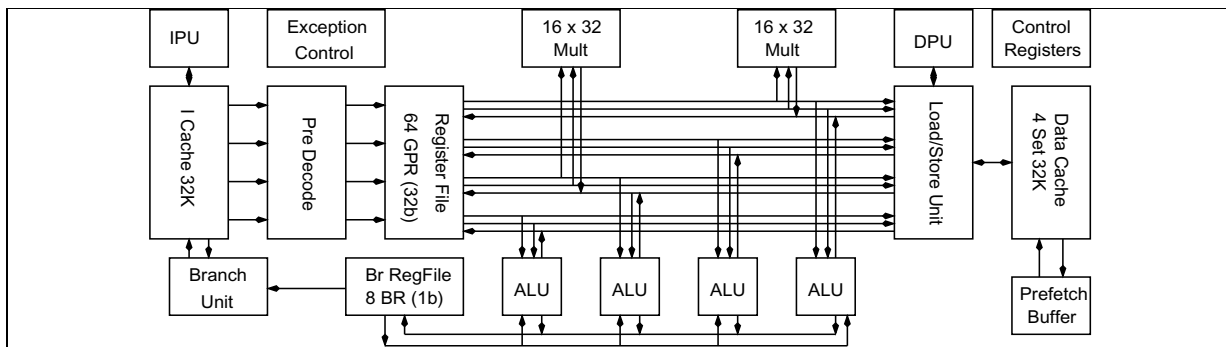 IPU
Exception
Control
16 x 32
Mult
16 x 32
Mult
DPU
Control
Registers
I Cache 32K
Pre Decode
Register File
64 GPR (32b)
Load/Store Unit
Data Cache
4 Set 32K
Branch
Unit
Br RegFile
8 BR (1b)
ALU
ALU
ALU
ALU
Prefetch
Buffer